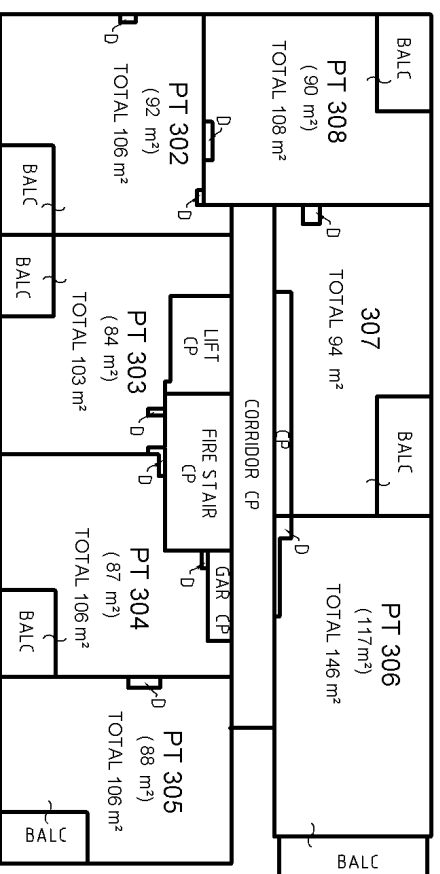 BALC
PT 308
(90 m²)
TOTAL 108 m²
D
PT 302
(92 m²)
TOTAL 106 m²
D
D
BALC
D
307
TOTAL 94 m²
BALC
CP
CORRIDOR CP
LIFT
CP
FIRE STAIR
CP
GAR CP
BALC
PT 303
(84 m²)
TOTAL 103 m²
D
D
D
D
PT 306
(117m²)
TOTAL 146 m²
BALC
PT 304
(87 m²)
TOTAL 106 m²
BALC
D
PT 305
(88 m²)
TOTAL 106 m²
BALC